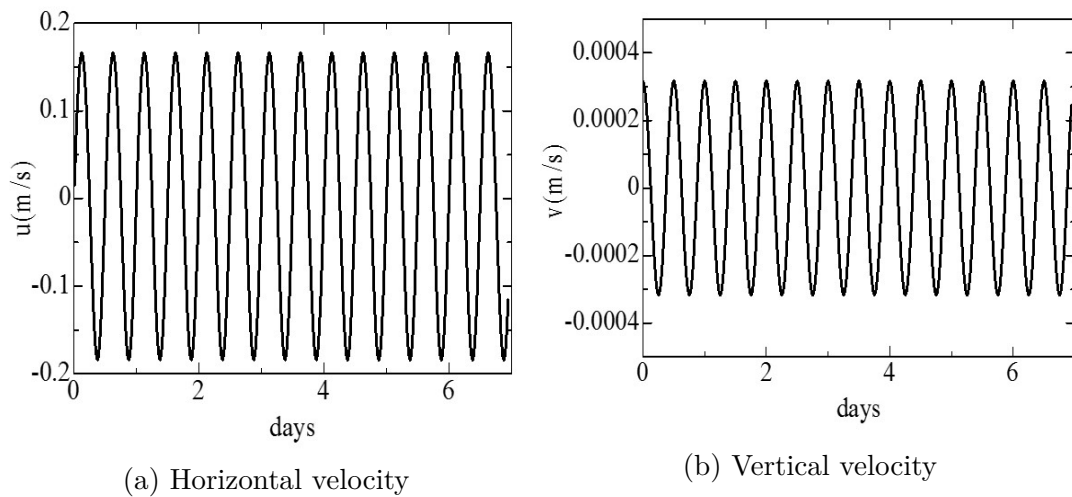 0.2
0.1
0
-0.1
-0.2
u(m/s)
0 2 4 6
days
(a) Horizontal velocity
0.0004
0.0002
0
-0.0002
-0.0004
v(m/s)
0 2 4 6
days
(b) Vertical velocity